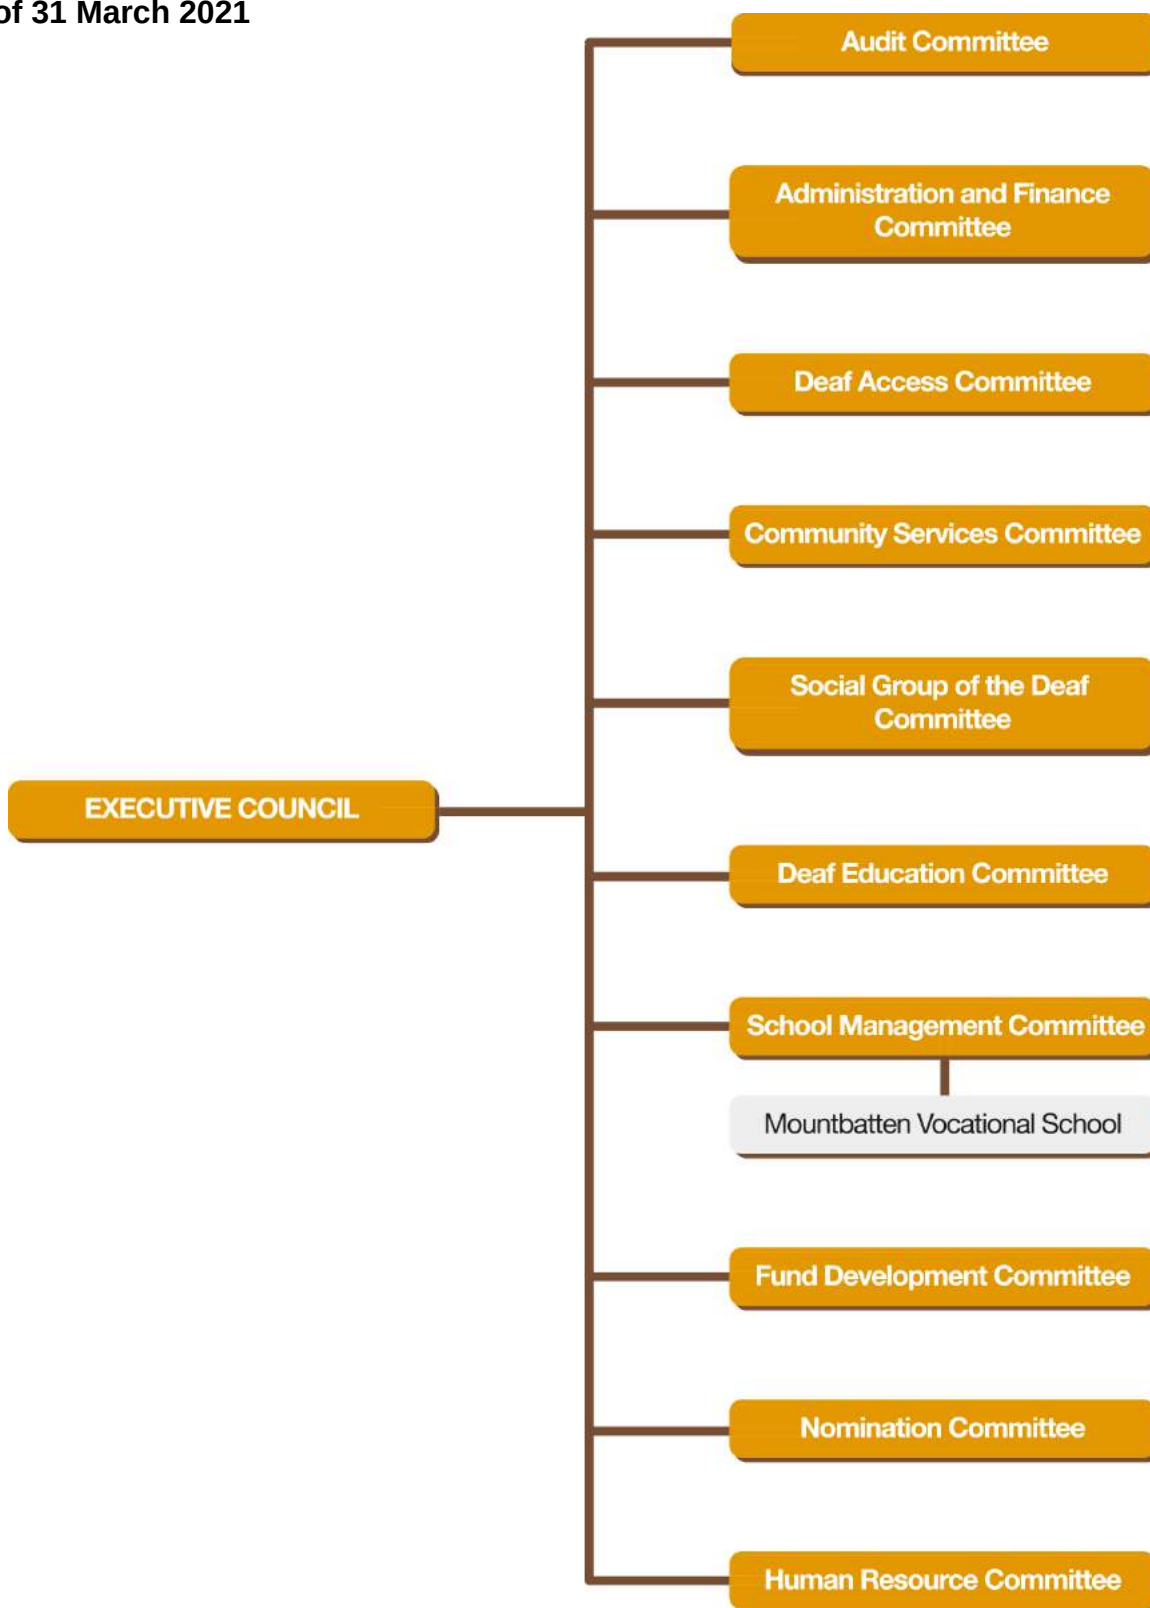 of 31 March 2021
Audit Committee
Administration and Finance
Committee
Deaf Access Committee
Community Services Committee
Social Group of the Deaf
Committee
EXECUTIVE COUNCIL
Deaf Education Committee
School Management Committee
Mountbatten Vocational School
Fund Development Committee
Nomination Committee
Human Resource Committee